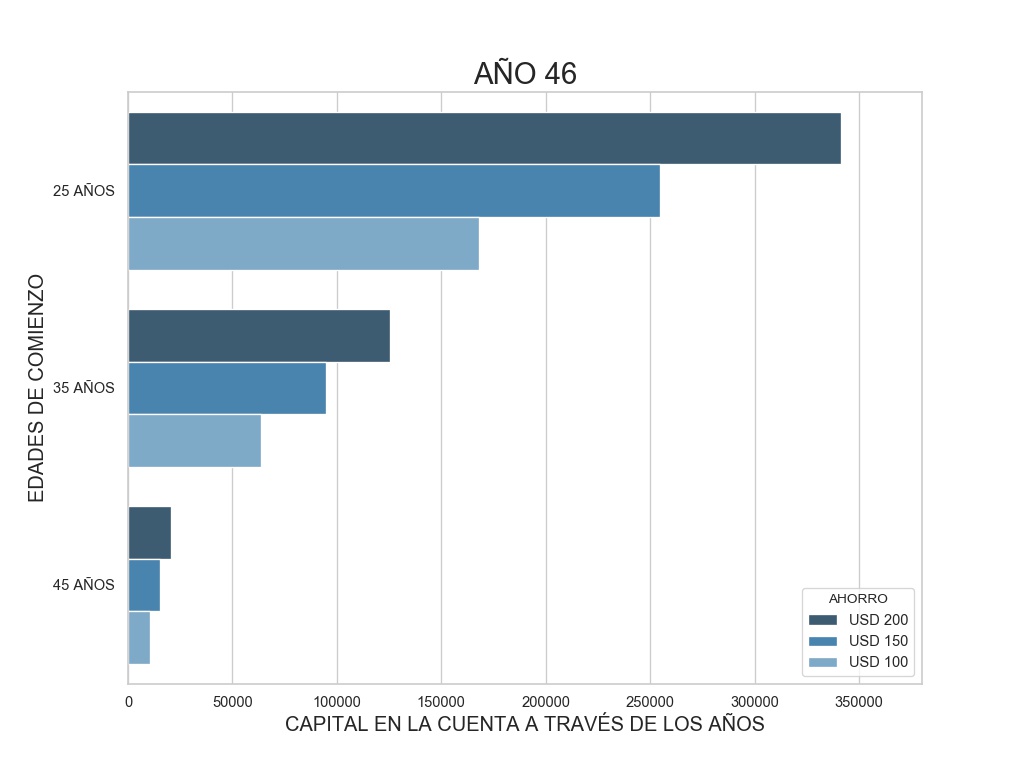 AÑO 46
EDADES DE COMIENZO
25 AÑOS
35 AÑOS
45 AÑOS
AHORRO
USD 200
USD 150
USD 100
0 50000 100000 150000 200000 250000 300000 350000
CAPITAL EN LA CUENTA A TRAVÉS DE LOS AÑOS